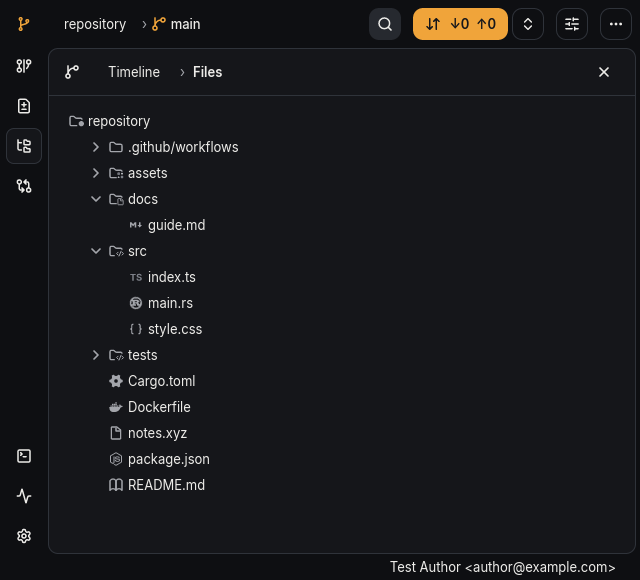 repository › main
↓0 ↑0
Timeline › Files
repository
.github/workflows
assets
docs
guide.md
src
TS index.ts
main.rs
{ } style.css
tests
Cargo.toml
Dockerfile
notes.xyz
package.json
README.md
Test Author <author@example.com>